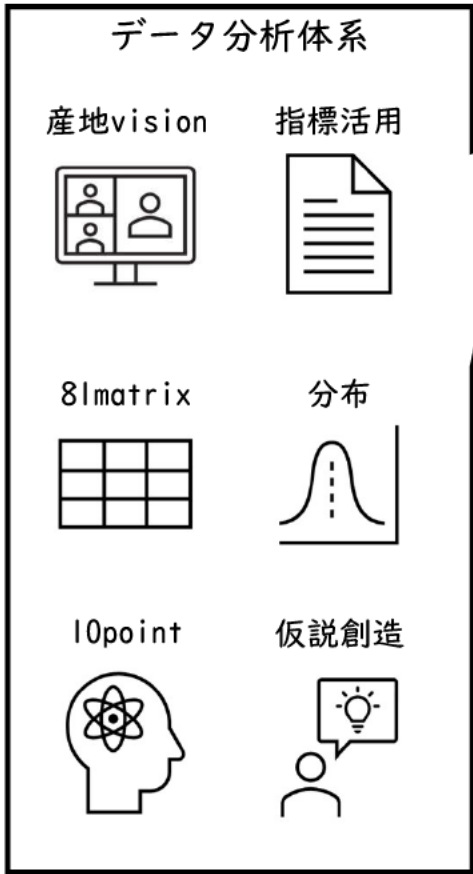 データ分析体系
産地vision 指標活用
81matrix 分布
10point 仮説創造